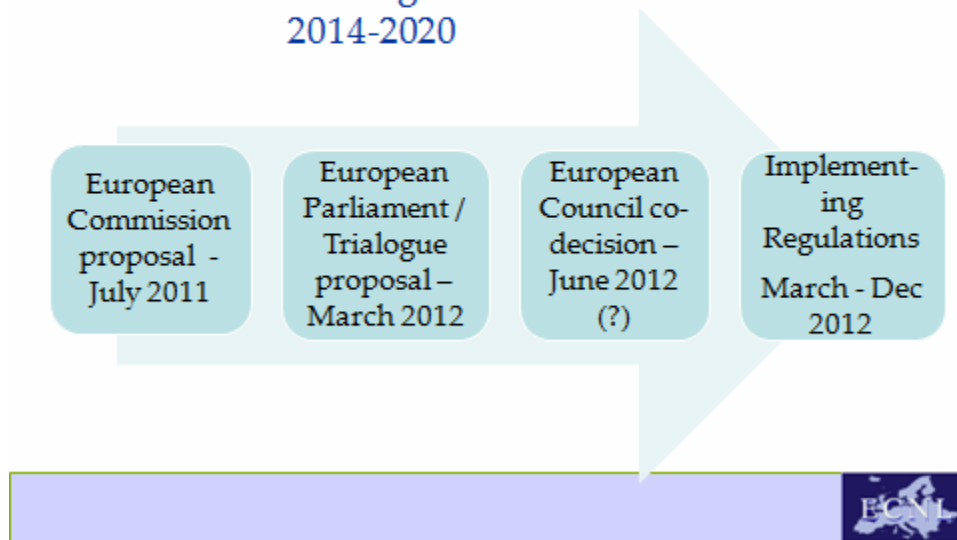 2014-2020
European
Commission
proposal -
July 2011
European
Parliament /
Trialogue
proposal –
March 2012
European
Council co-
decision –
June 2012
(?)
Implement-
ing
Regulations
March - Dec
2012
ECNL